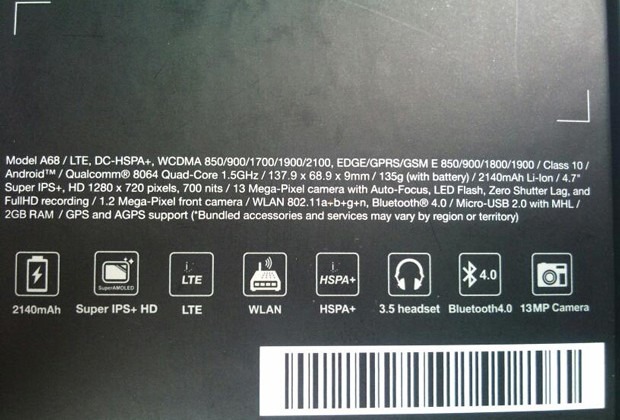 Model A68 / LTE, DC-HSPA+, WCDMA 850/900/1700/1900/2100, EDGE/GPRS/GSM E 850/900/1800/1900 / Class 10 /
Android™ / Qualcomm® 8064 Quad-Core 1.5GHz / 137.9 x 68.9 x 9mm / 135g (with battery) / 2140mAh Li-Ion / 4.7"
Super IPS+, HD 1280 x 720 pixels, 700 nits / 13 Mega-Pixel camera with Auto-Focus, LED Flash, Zero Shutter Lag, and
FullHD recording / 1.2 Mega-Pixel front camera / WLAN 802.11a+b+g+n, Bluetooth® 4.0 / Micro-USB 2.0 with MHL /
2GB RAM / GPS and AGPS support (*Bundled accessories and services may vary by region or territory)
SuperAMOLED LTE HSPA+ 4.0
2140mAh Super IPS+ HD LTE WLAN HSPA+ 3.5 headset Bluetooth4.0 13MP Camera